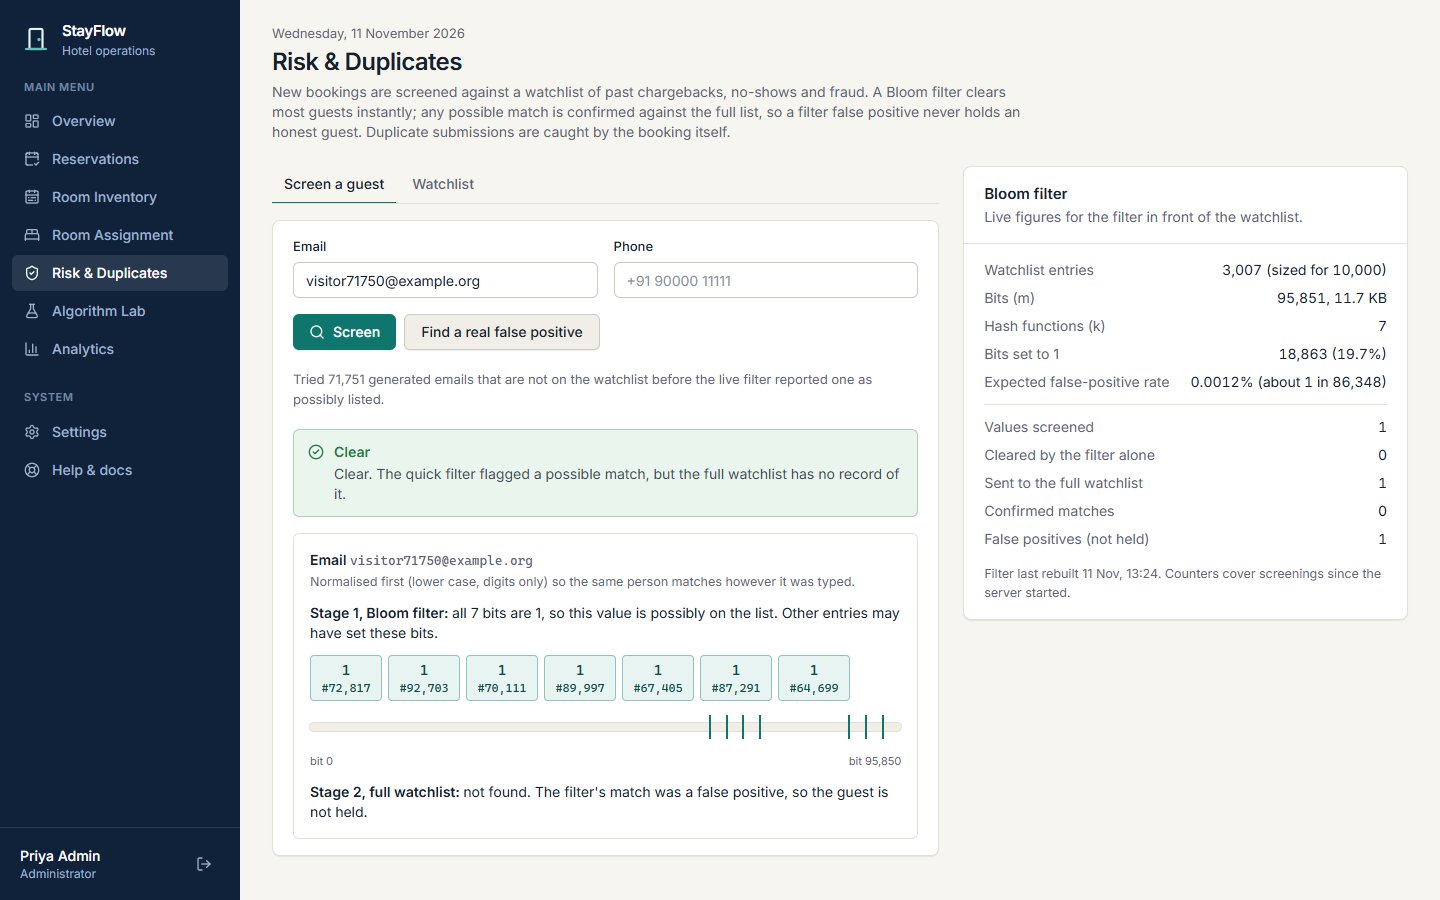 StayFlow
Hotel operations
MAIN MENU
Overview
Reservations
Room Inventory
Room Assignment
Risk & Duplicates
Algorithm Lab
Analytics
SYSTEM
Settings
Help & docs
Priya Admin
Administrator
Wednesday, 11 November 2026
Risk & Duplicates
New bookings are screened against a watchlist of past chargebacks, no-shows and fraud. A Bloom filter clears
most guests instantly; any possible match is confirmed against the full list, so a filter false positive never holds an
honest guest. Duplicate submissions are caught by the booking itself.
Screen a guest Watchlist
Email Phone
visitor71750@example.org +91 90000 11111
Screen Find a real false positive
Tried 71,751 generated emails that are not on the watchlist before the live filter reported one as
possibly listed.
Clear
Clear. The quick filter flagged a possible match, but the full watchlist has no record of
it.
Email visitor71750@example.org
Normalised first (lower case, digits only) so the same person matches however it was typed.
Stage 1, Bloom filter: all 7 bits are 1, so this value is possibly on the list. Other entries may
have set these bits.
1 1 1 1 1 1 1
#72,817 #92,703 #70,111 #89,997 #67,405 #87,291 #64,699
bit 0 bit 95,850
Stage 2, full watchlist: not found. The filter's match was a false positive, so the guest is
not held.
Bloom filter
Live figures for the filter in front of the watchlist.
Watchlist entries 3,007 (sized for 10,000)
Bits (m) 95,851, 11.7 KB
Hash functions (k) 7
Bits set to 1 18,863 (19.7%)
Expected false-positive rate 0.0012% (about 1 in 86,348)
Values screened 1
Cleared by the filter alone 0
Sent to the full watchlist 1
Confirmed matches 0
False positives (not held) 1
Filter last rebuilt 11 Nov, 13:24. Counters cover screenings since the
server started.